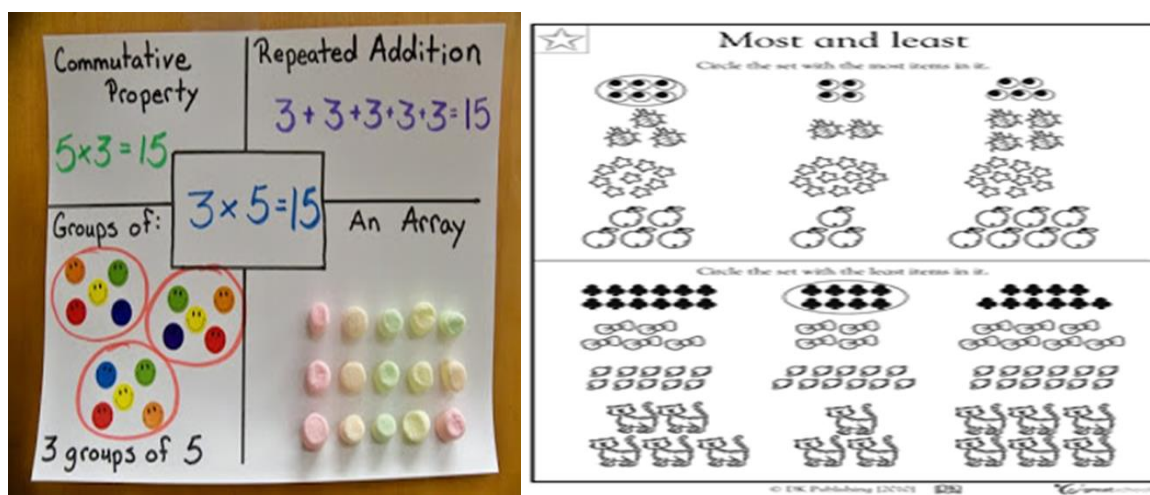 Commutative
Property
5×3=15
Repeated Addition
3+3+3+3+3=15
3×5=15
Groups of:
3 groups of 5
An Array
Most and least
Circle the set with the most items in it.
Circle the set with the least items in it.
© DK Publishing [2010]